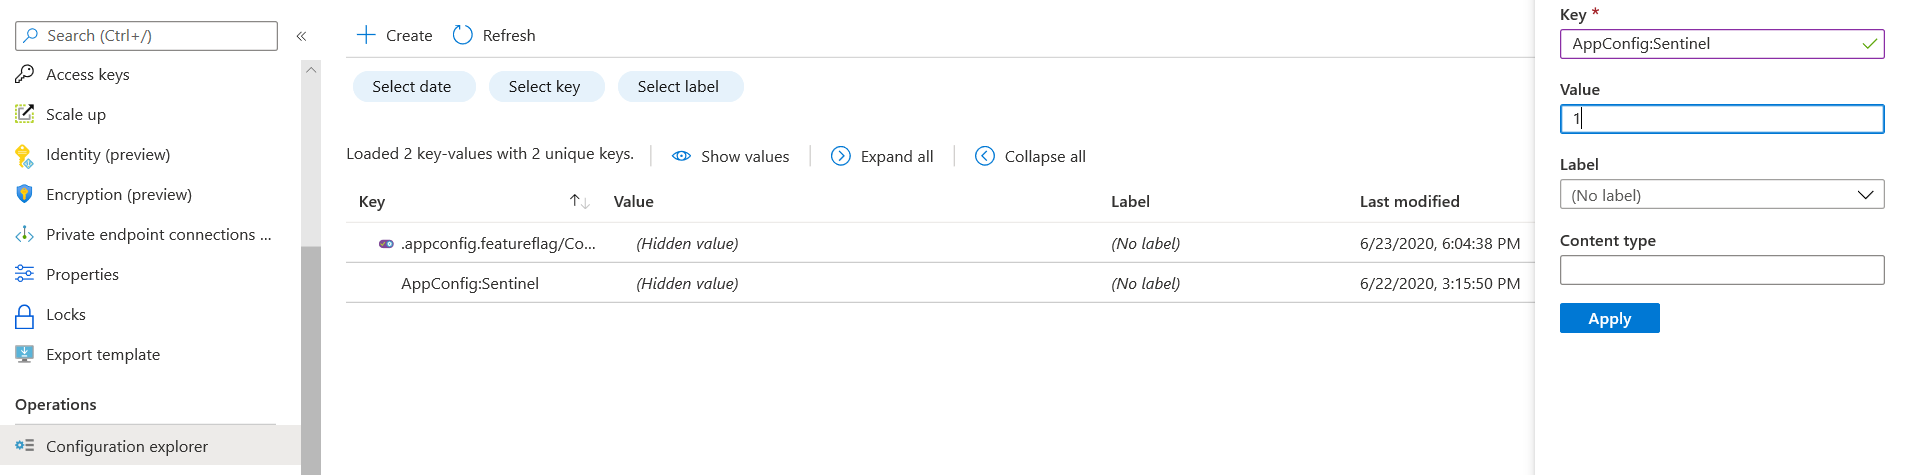 Search (Ctrl+/)
«
Access keys
Scale up
Identity (preview)
Encryption (preview)
Private endpoint connections ...
Properties
Locks
Export template
Operations
Configuration explorer
Create Refresh
Select date Select key Select label
Loaded 2 key-values with 2 unique keys. Show values Expand all Collapse all
Key Value Label Last modified
.appconfig.featureflag/Co... (Hidden value) (No label) 6/23/2020, 6:04:38 PM
AppConfig:Sentinel (Hidden value) (No label) 6/22/2020, 3:15:50 PM
Key *
AppConfig:Sentinel
Value
1
Label
(No label)
Content type
Apply